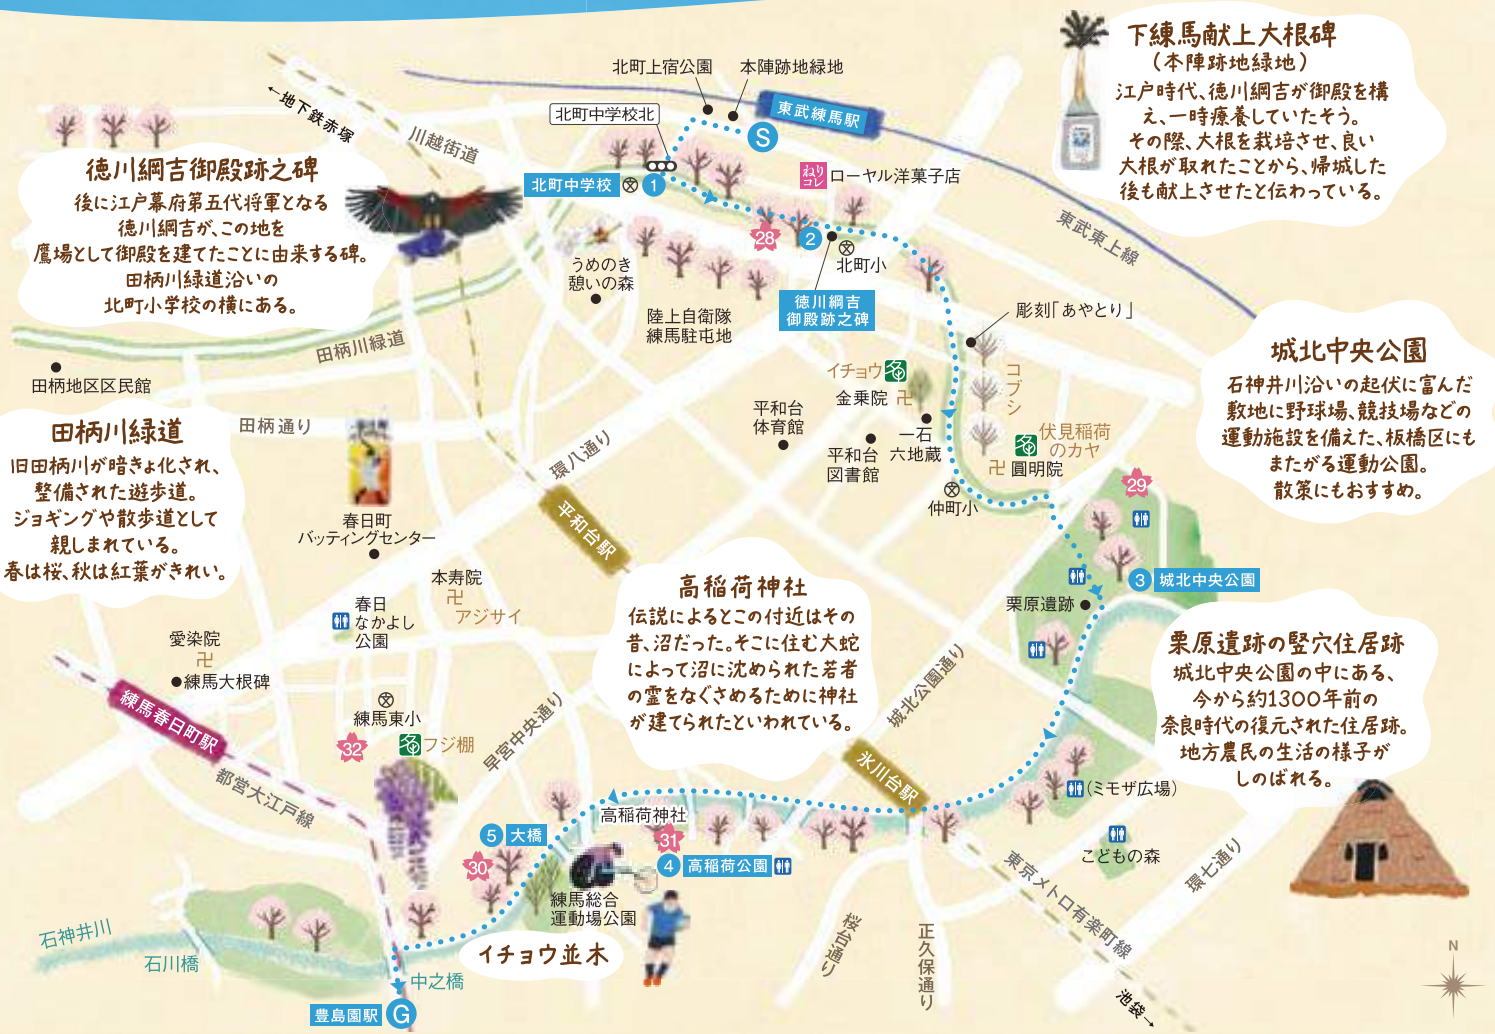 下練馬献上大根碑
（本陣跡地緑地）
江戸時代、徳川綱吉が御殿を構
え、一時療養していたそう。
その際、大根を栽培させ、良い
大根が取れたことから、帰城した
後も献上させたと伝わっている。
北町上宿公園
本陣跡地緑地
東武練馬駅
S
北町中学校北
←地下鉄赤塚
川越街道
北町中学校
1
ねり
コレ
ローヤル洋菓子店
徳川綱吉御殿跡之碑
後に江戸幕府第五代将軍となる
徳川綱吉が、この地を
鷹場として御殿を建てたことに由来する碑。
田柄川緑道沿いの
北町小学校の横にある。
28
2
北町小
東武東上線
うめのき
憩いの森
徳川綱吉
御殿跡之碑
陸上自衛隊
練馬駐屯地
彫刻「あやとり」
田柄川緑道
田柄地区区民館
城北中央公園
石神井川沿いの起伏に富んだ
敷地に野球場、競技場などの
運動施設を備えた、板橋区にも
またがる運動公園。
散策にもおすすめ。
イチョウ
名
金乗院
コブシ
平和台
体育館
一石
六地蔵
平和台
図書館
名
伏見稲荷
のカヤ
圓明院
仲町小
田柄川緑道
旧田柄川が暗きょ化され、
整備された遊歩道。
ジョギングや散歩道として
親しまれている。
春は桜、秋は紅葉がきれい。
田柄通り
環八通り
平和台駅
春日町
バッティングセンター
29
3
城北中央公園
栗原遺跡
本寿院
アジサイ
春日
なかよし
公園
愛染院
練馬大根碑
高稲荷神社
伝説によるとこの付近はその
昔、沼だった。そこに住む大蛇
によって沼に沈められた若者
の霊をなぐさめるために神社
が建てられたといわれている。
栗原遺跡の竪穴住居跡
城北中央公園の中にある、
今から約1300年前の
奈良時代の復元された住居跡。
地方農民の生活の様子が
しのばれる。
城北公園通り
練馬春日町駅
練馬東小
32
名
フジ棚
早宮中央通り
都営大江戸線
氷川台駅
（ミモザ広場）
高稲荷神社
31
4
高稲荷公園
5
大橋
30
こどもの森
環七通り
東京メトロ有楽町線
練馬総合
運動場公園
イチョウ並木
桜台通り
正久保通り
石神井川
石川橋
中之橋
豊島園駅
G
池袋→
N